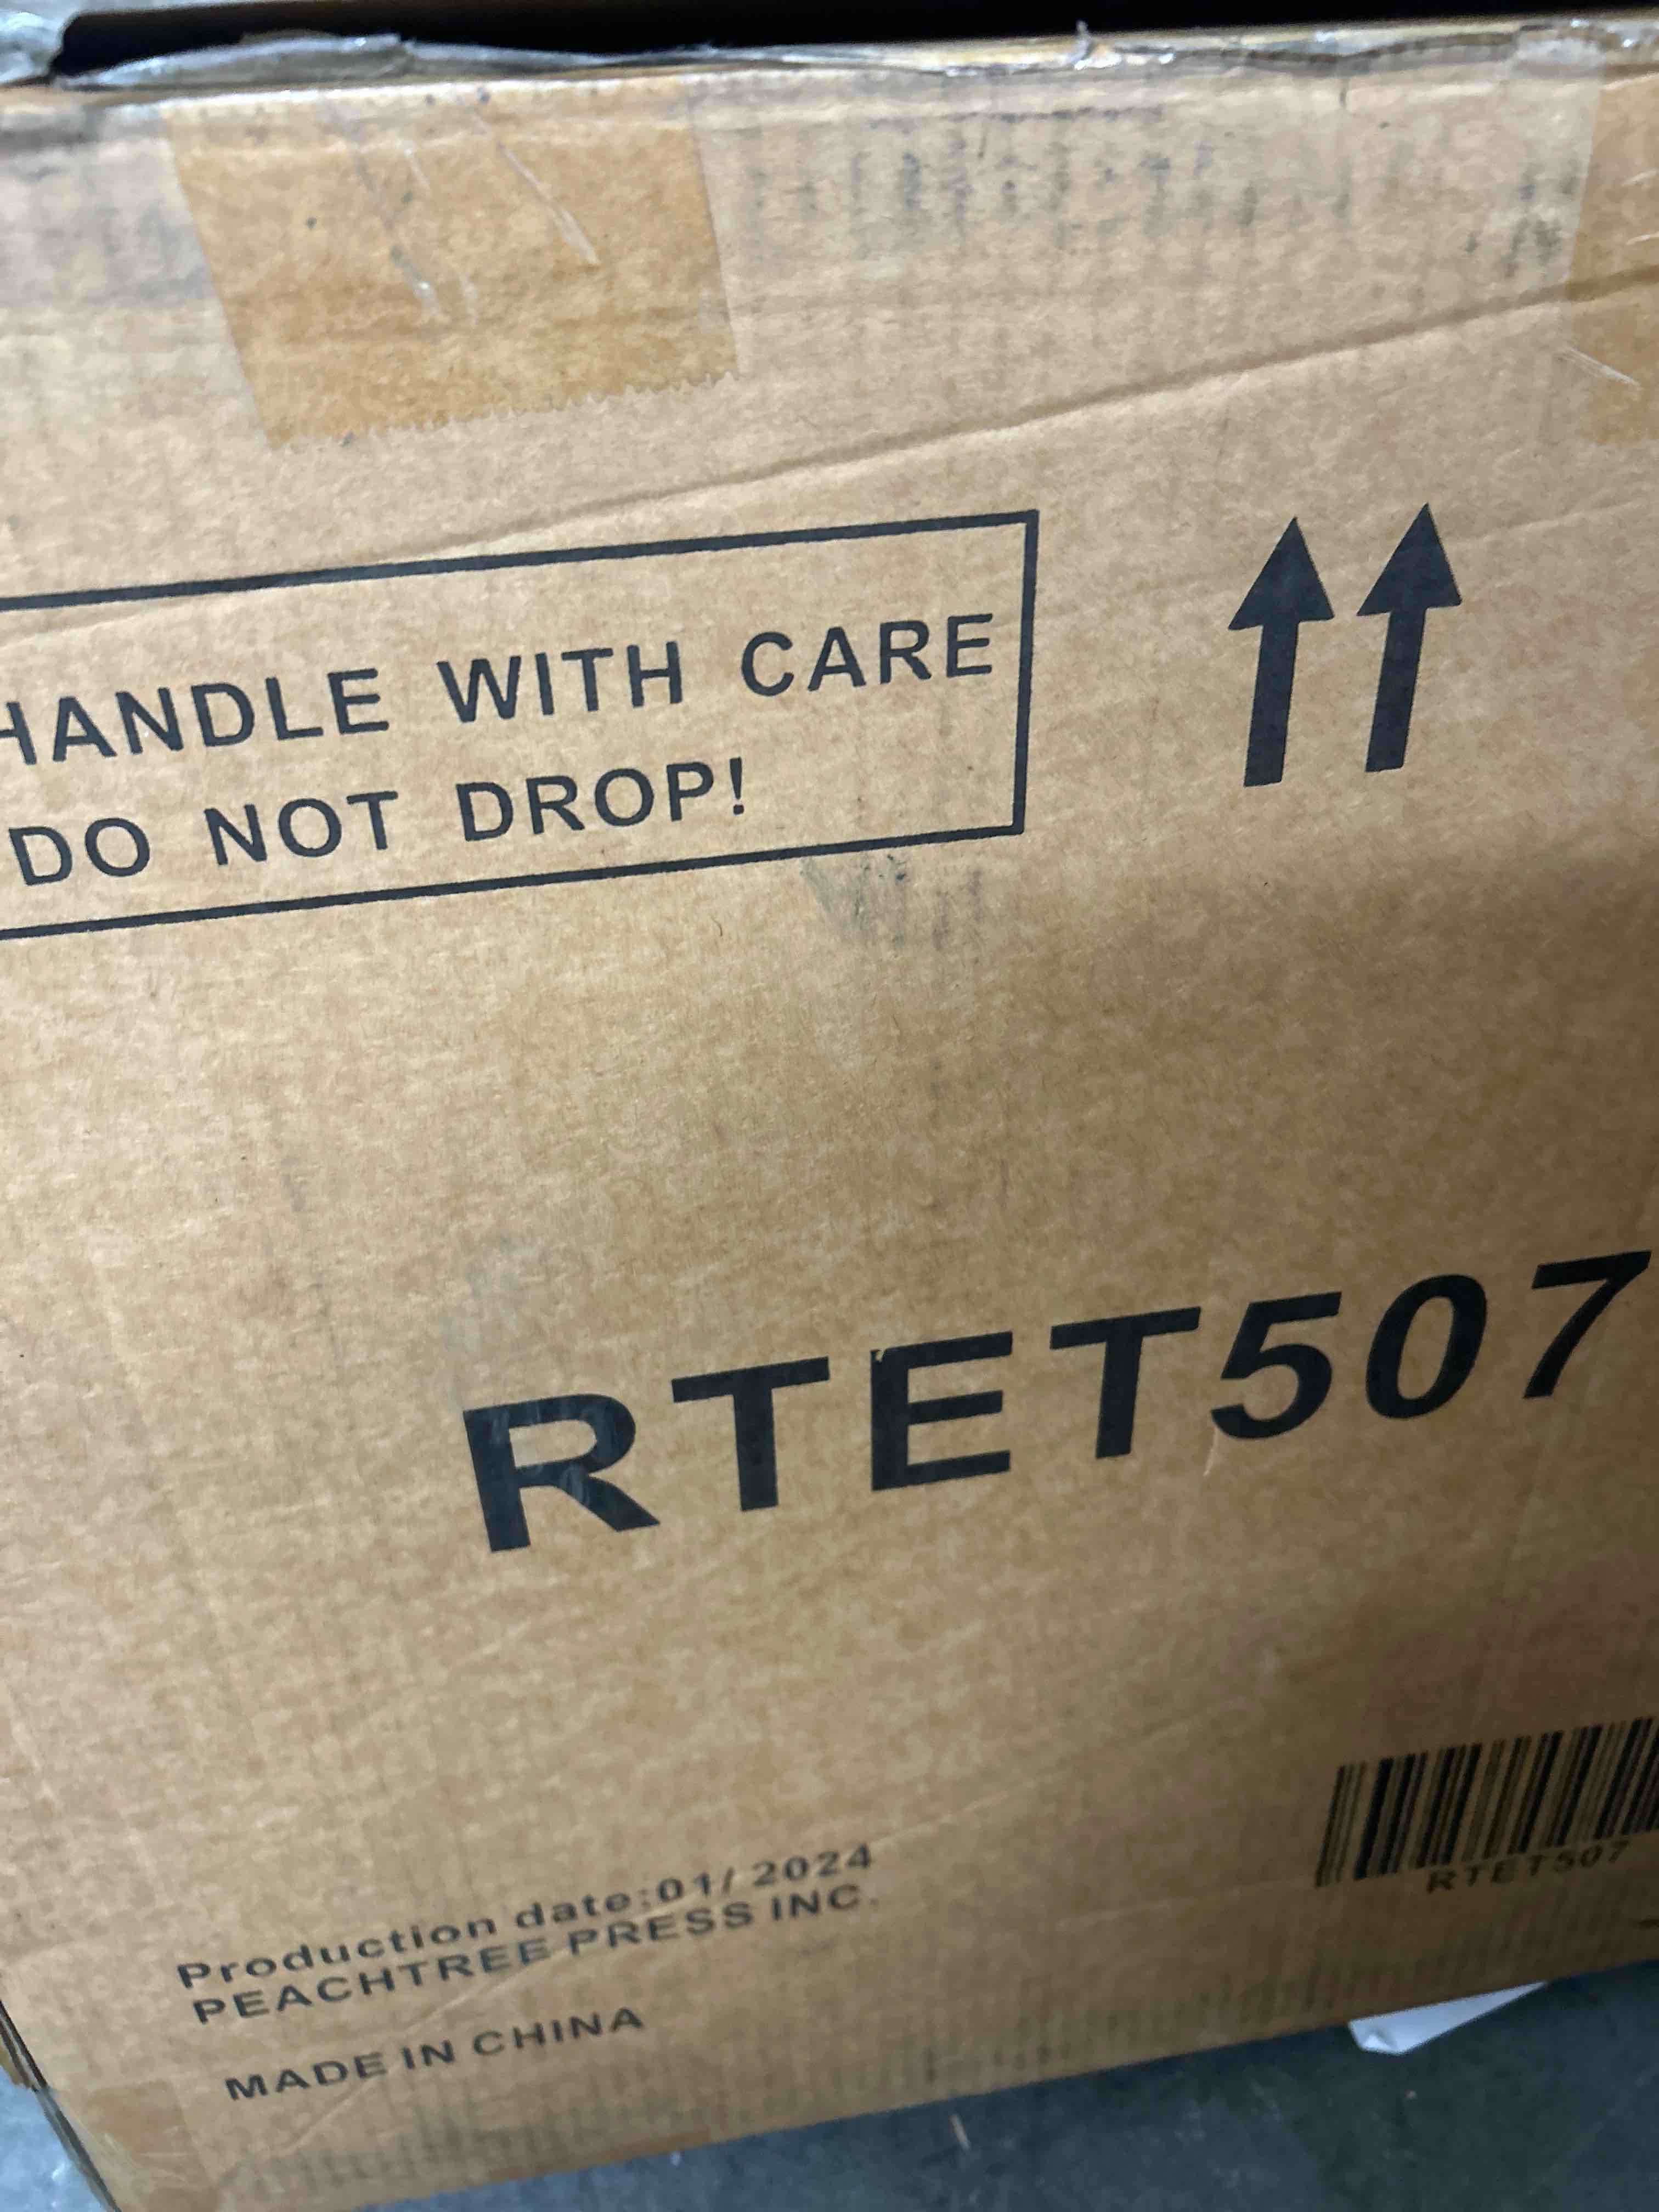 HANDLE WITH CARE
DO NOT DROP!
RTET507
RTET507
Production date:01/ 2024
PEACHTREE PRESS INC.
MADE IN CHINA